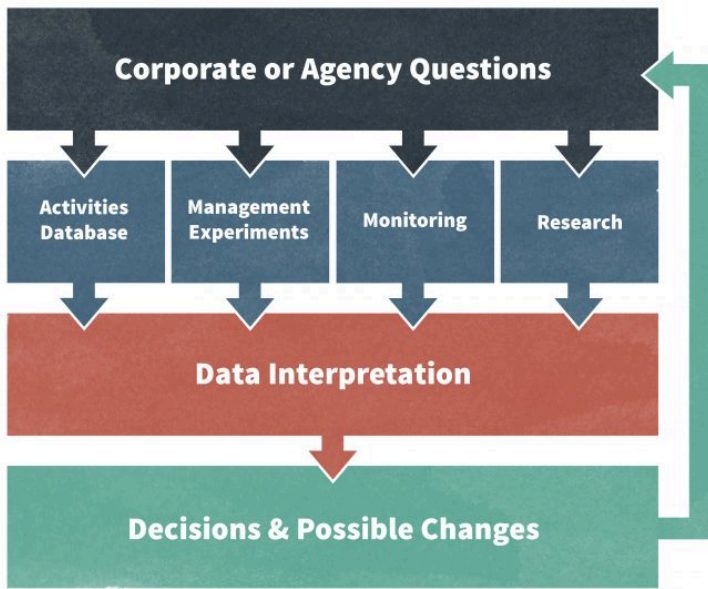 Corporate or Agency Questions
Activities
Database
Management
Experiments
Monitoring
Research
Data Interpretation
Decisions & Possible Changes